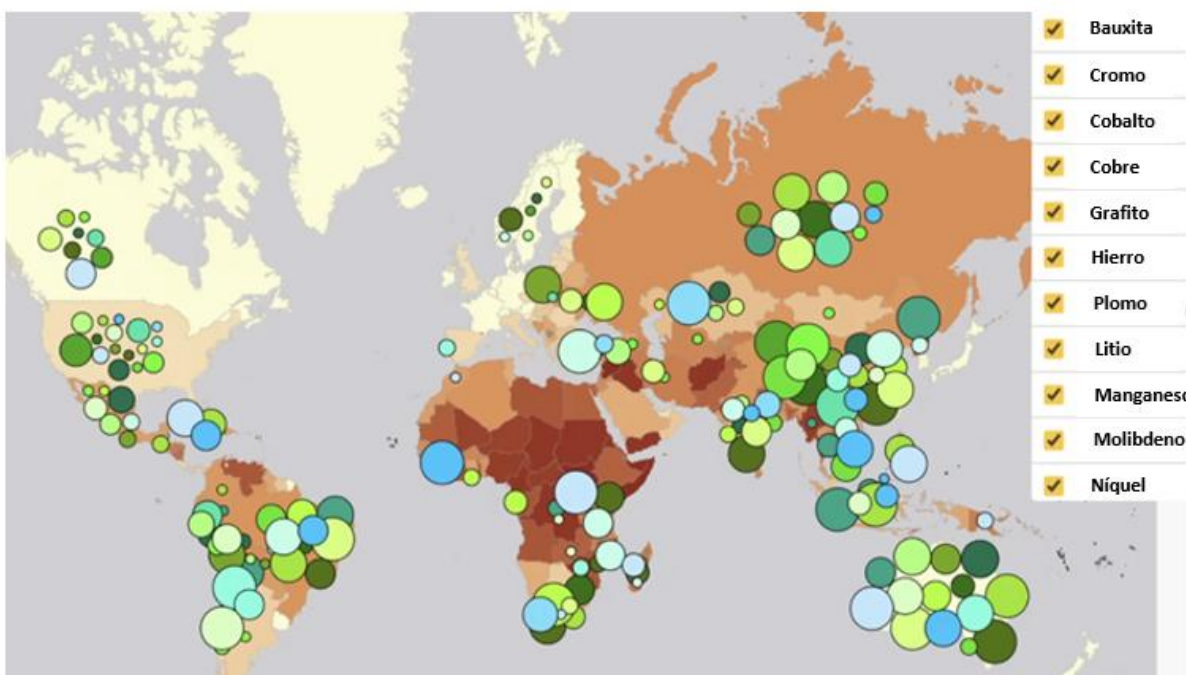 Bauxita
Cromo
Cobalto
Cobre
Grafito
Hierro
Plomo
Litio
Manganeso
Molibdeno
Níquel